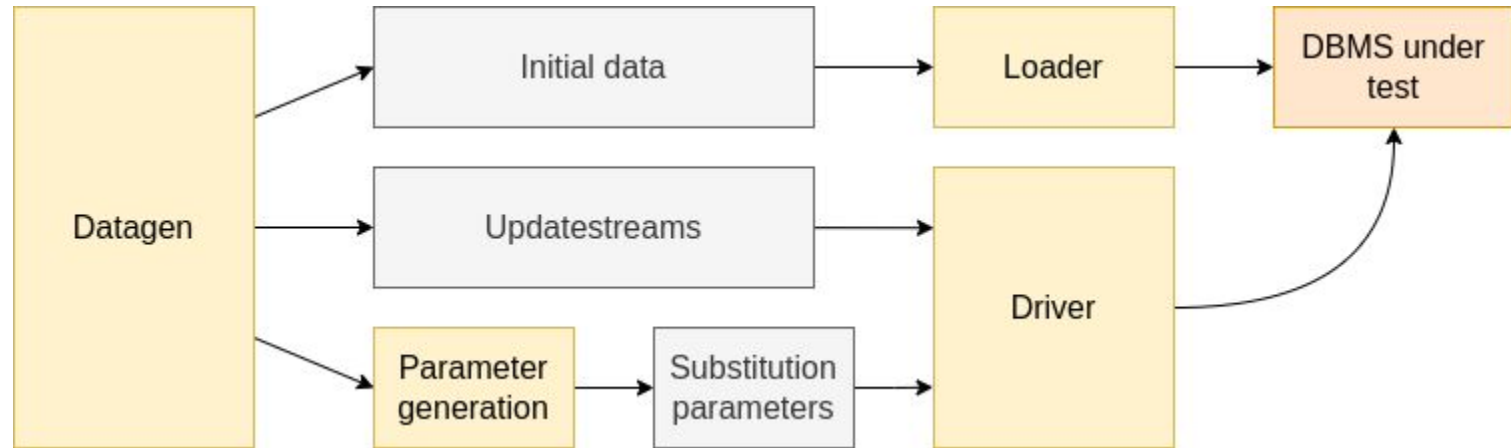 Datagen
Initial data
Loader
DBMS under
test
Updatestreams
Driver
Parameter
generation
Substitution
parameters